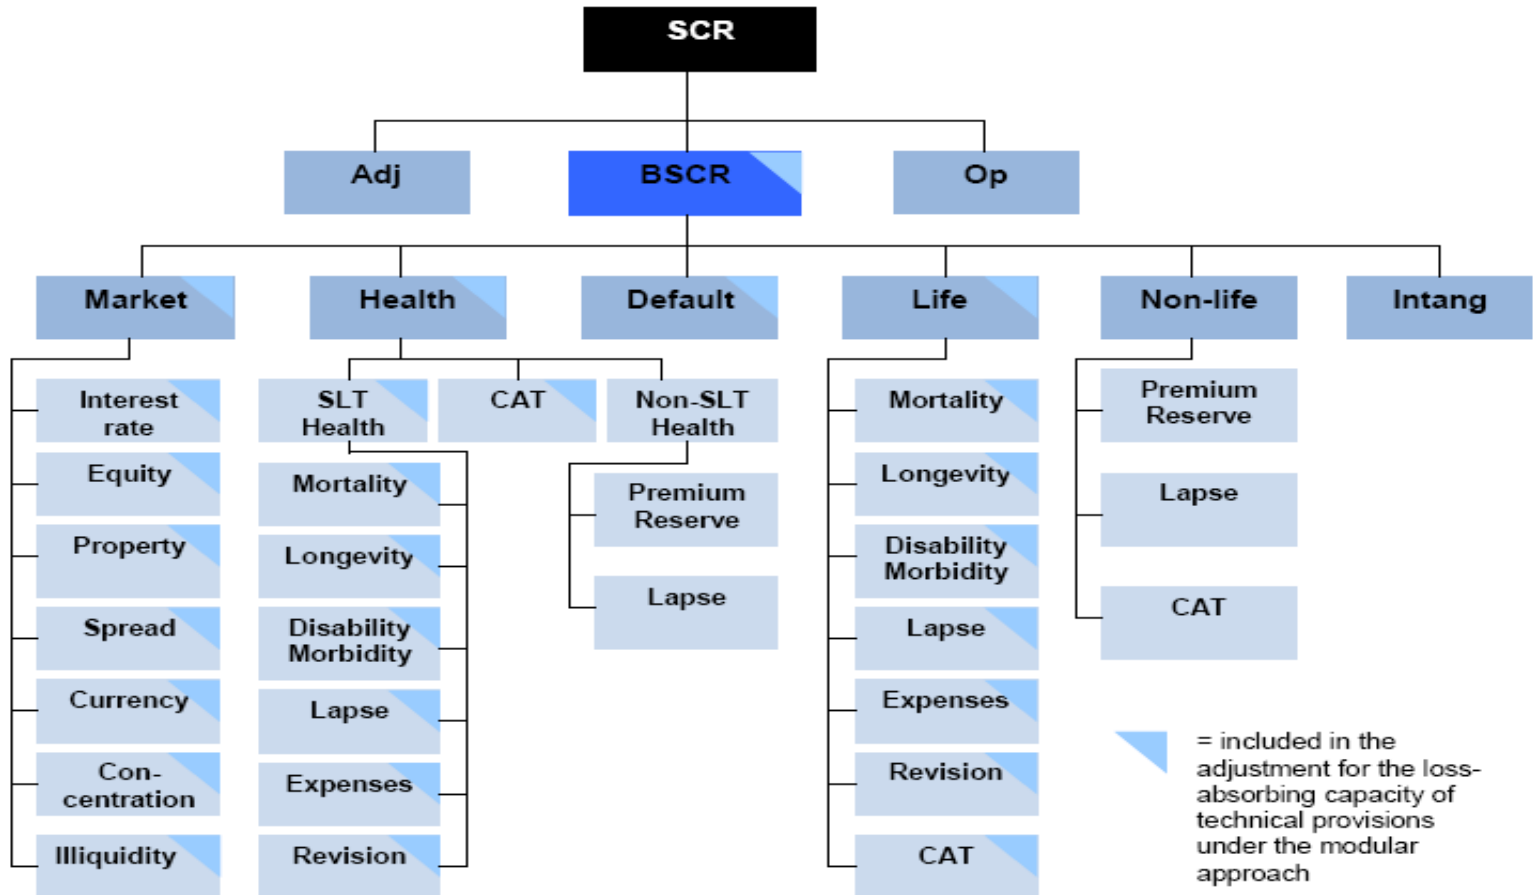 SCR
Adj
BSCR
Op
Market
Health
Default
Life
Non-life
Intang
Interest
rate
Equity
Property
Spread
Currency
Con-
centration
Illiquidity
SLT
Health
CAT
Non-SLT
Health
Mortality
Longevity
Disability
Morbidity
Lapse
Expenses
Revision
Premium
Reserve
Lapse
Mortality
Longevity
Disability
Morbidity
Lapse
Expenses
Revision
CAT
Premium
Reserve
Lapse
CAT
= included in the
adjustment for the loss-
absorbing capacity of
technical provisions
under the modular
approach